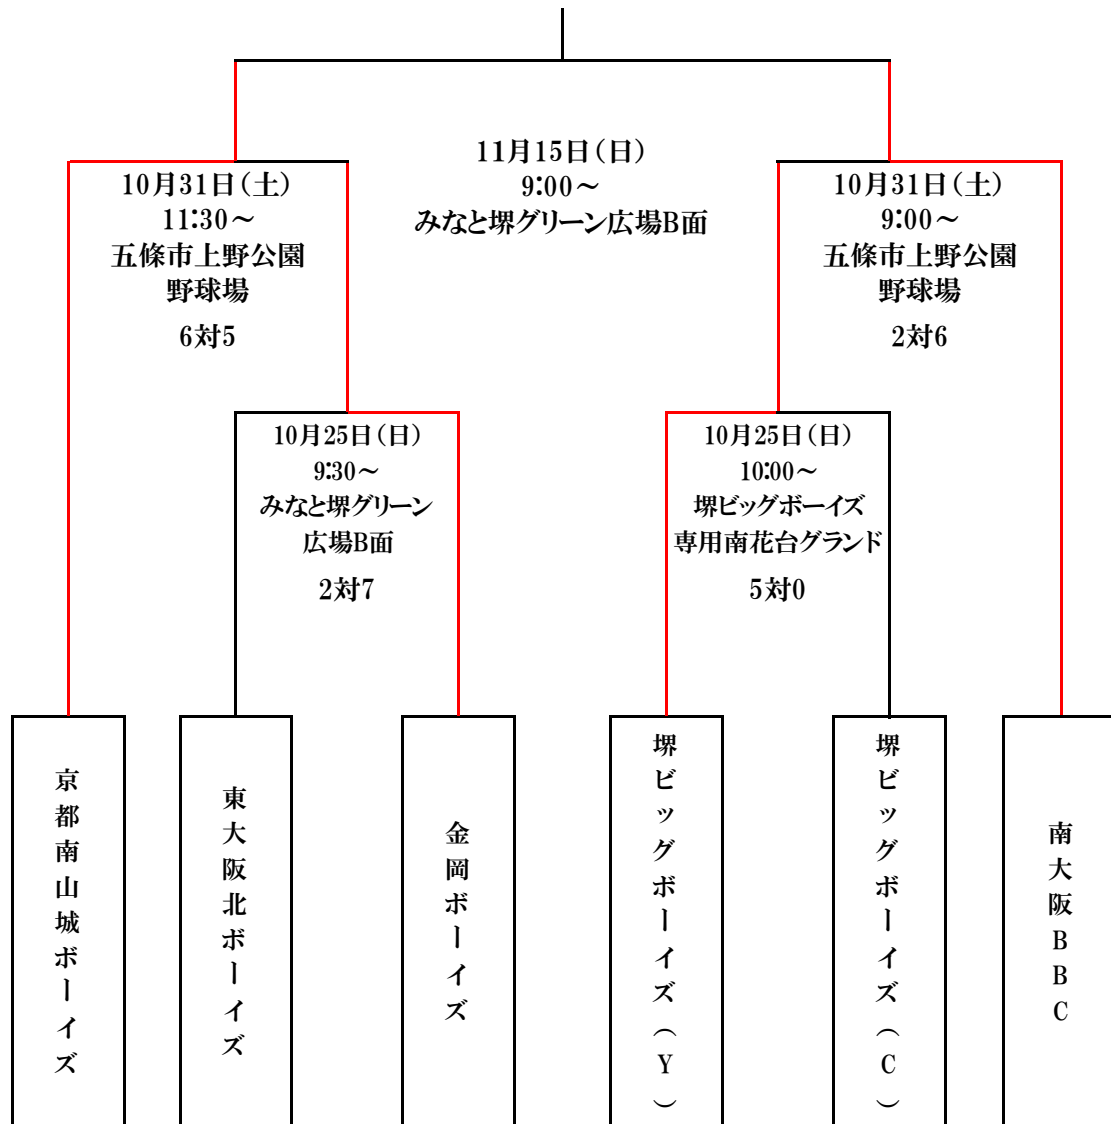 11月15日（日）
9:00～
みなと堺グリーン広場B面
10月31日（土）
11:30～
五條市上野公園
野球場
6対5
10月31日（土）
9:00～
五條市上野公園
野球場
2対6
10月25日（日）
9:30～
みなと堺グリーン
広場B面
2対7
10月25日（日）
10:00～
堺ビッグボーイズ
専用南花台グランド
5対0
京都南山城ボーイズ
東大阪北ボーイズ
金岡ボーイズ
堺ビッグボーイズ（Y）
堺ビッグボーイズ（C）
南大阪BBC